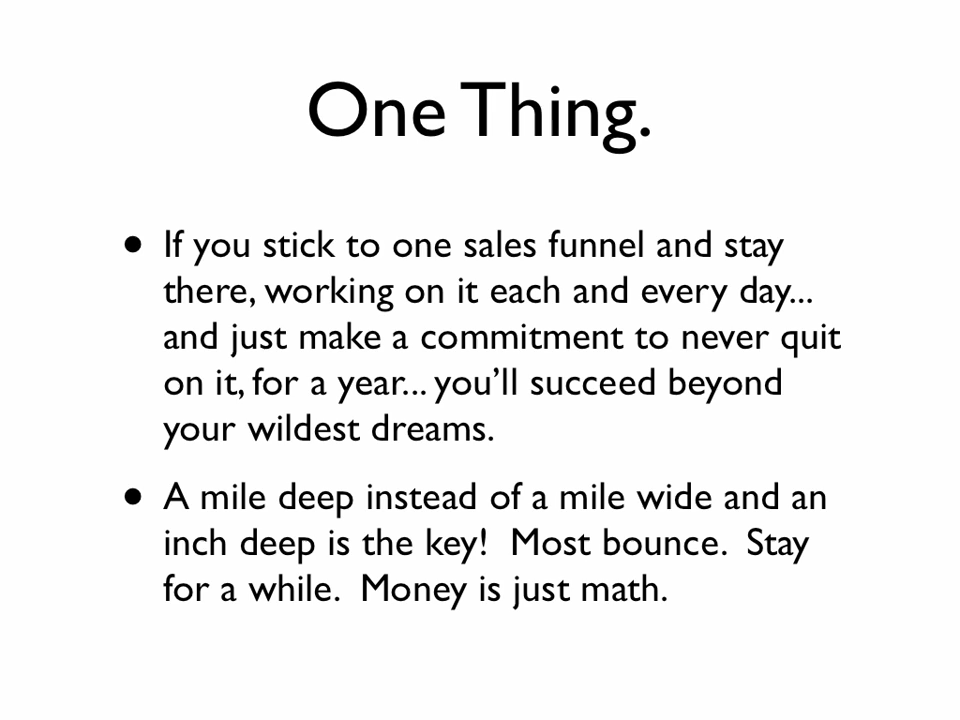 One Thing.
• If you stick to one sales funnel and stay
there, working on it each and every day...
and just make a commitment to never quit
on it, for a year... you’ll succeed beyond
your wildest dreams.
• A mile deep instead of a mile wide and an
inch deep is the key!  Most bounce.  Stay
for a while.  Money is just math.